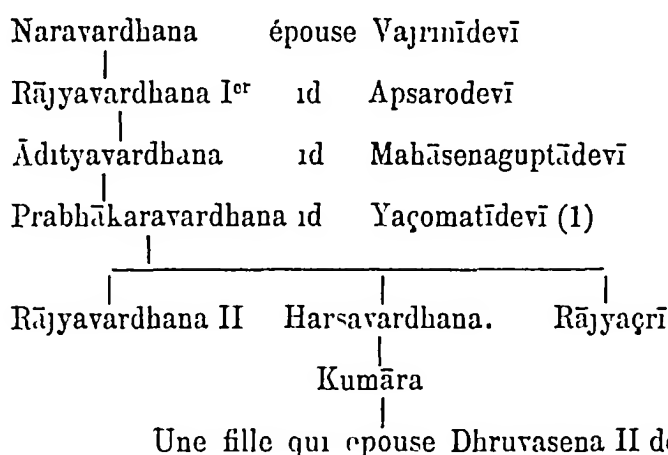 Naravardhana épouse Vajrinīdevī
Rājyavardhana Iᵉʳ id Apsarodevī
Ādityavardhana id Mahāsenaguptādevī
Prabhākaravardhana id Yaçomatīdevī (1)
Rājyavardhana II Harsavardhana. Rājyaçrī
Kumāra
Une fille qui epouse Dhruvasena II de